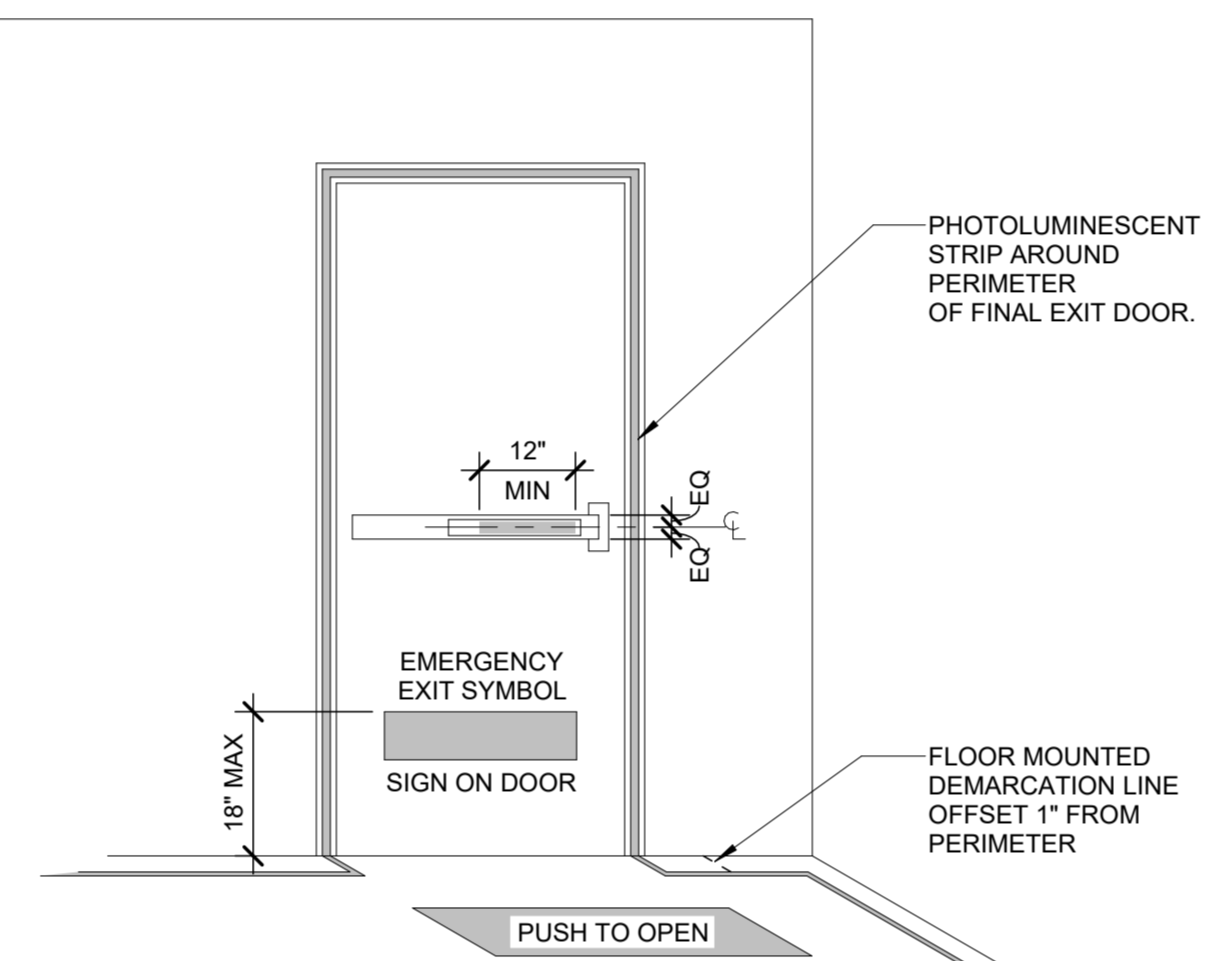 PHOTOLUMINESCENT
STRIP AROUND
PERIMETER
OF FINAL EXIT DOOR.
12"
MIN
EQ
EQ
℄
EMERGENCY
EXIT SYMBOL
SIGN ON DOOR
18" MAX
FLOOR MOUNTED
DEMARCATION LINE
OFFSET 1" FROM
PERIMETER
PUSH TO OPEN